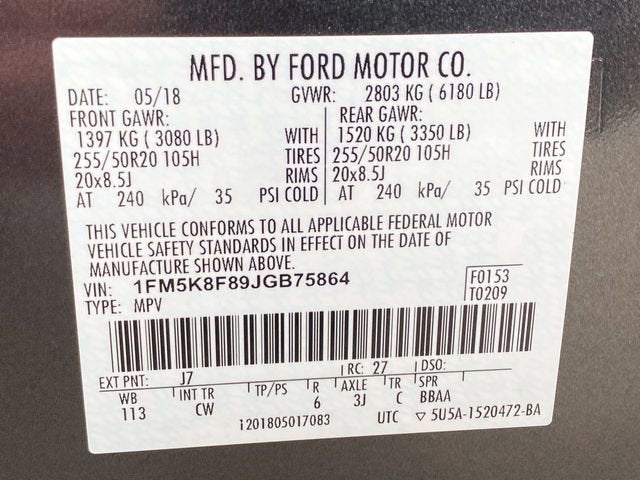 MFD. BY FORD MOTOR CO.
DATE: 05/18 GVWR: 2803 KG ( 6180 LB)
FRONT GAWR: REAR GAWR:
1397 KG ( 3080 LB) WITH 1520 KG ( 3350 LB) WITH
255/50R20 105H TIRES 255/50R20 105H TIRES
20x8.5J RIMS 20x8.5J RIMS
AT 240 kPa/ 35 PSI COLD AT 240 kPa/ 35 PSI COLD
THIS VEHICLE CONFORMS TO ALL APPLICABLE FEDERAL MOTOR
VEHICLE SAFETY STANDARDS IN EFFECT ON THE DATE OF
MANUFACTURE SHOWN ABOVE.
VIN: 1FM5K8F89JGB75864 F0153
TYPE: MPV T0209
EXT PNT: J7 RC: 27 DSO:
WB INT TR TP/PS R AXLE TR SPR
113 CW 6 3J C BBAA
1201805017083 UTC ▽ 5U5A-1520472-BA